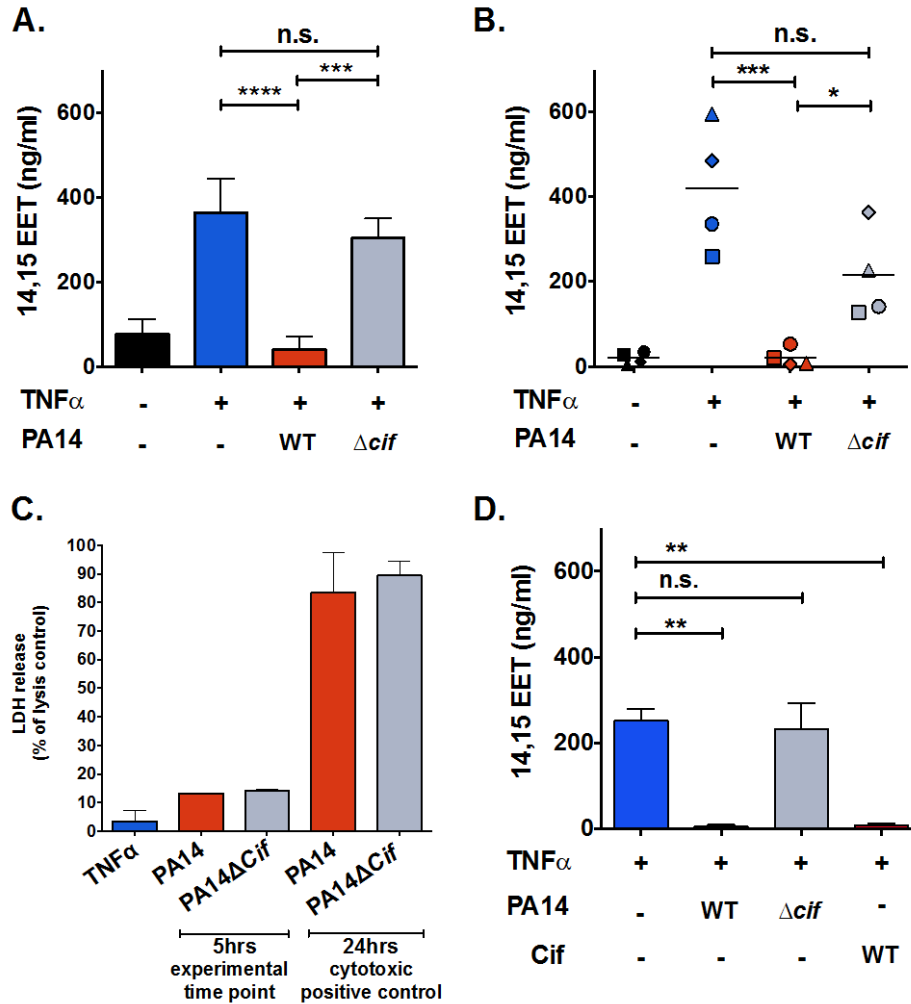 A.
n.s.
***
****
14,15 EET (ng/ml)
600
400
200
0
TNFα - + + +
PA14 - - WT Δcif
B.
n.s.
***
*
14,15 EET (ng/ml)
600
400
200
0
TNFα - + + +
PA14 - - WT Δcif
C.
LDH release
(% of lysis control)
100
90
80
70
60
50
40
30
20
10
0
TNFα
PA14
PA14ΔCif
PA14
PA14ΔCif
5hrs
experimental
time point
24hrs
cytotoxic
positive control
D.
**
n.s.
**
14,15 EET (ng/ml)
600
400
200
0
TNFα + + + +
PA14 - WT Δcif -
Cif - - - WT